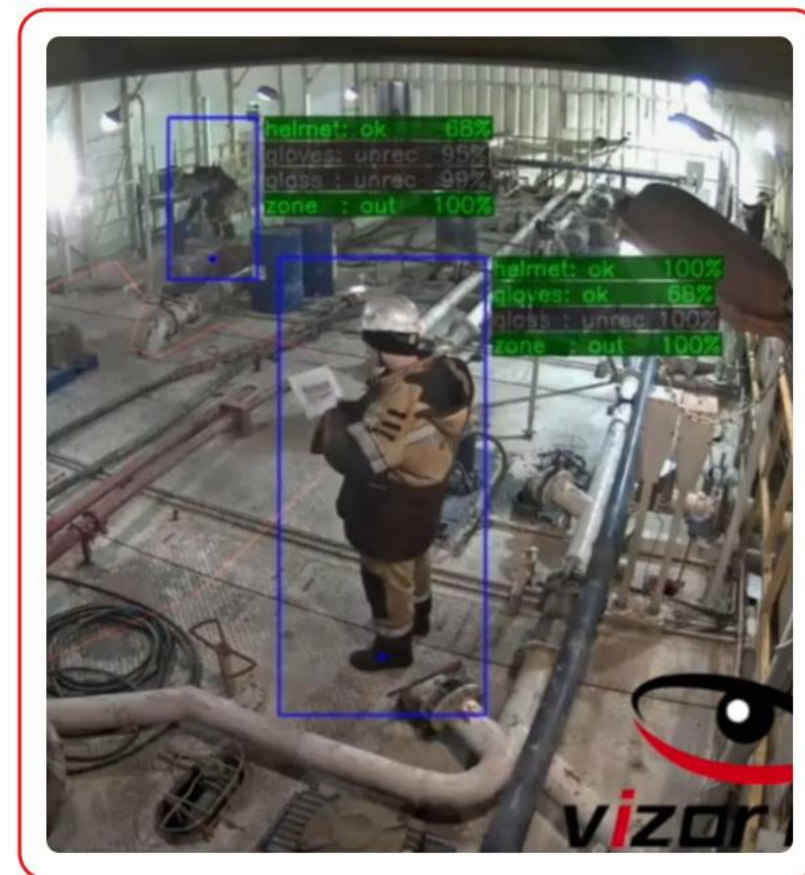 helmet: ok 68%
gloves: unrec 95%
glass : unrec 99%
zone : out 100%
helmet: ok 100%
gloves: ok 68%
glass : unrec 100%
zone : out 100%
vizor